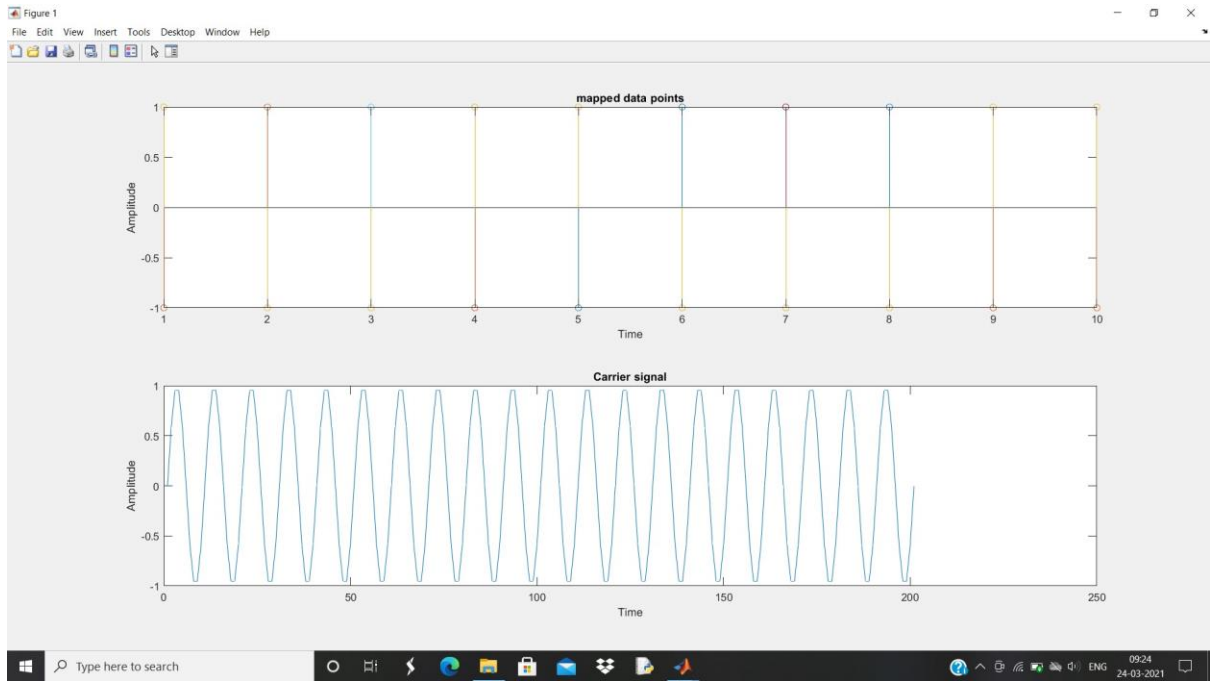 Figure 1
File Edit View Insert Tools Desktop Window Help
mapped data points
1
0.5
0
-0.5
-1
Amplitude
1 2 3 4 5 6 7 8 9 10
Time
Carrier signal
1
0.5
0
-0.5
-1
Amplitude
0 50 100 150 200 250
Time
Type here to search
ENG
09:24
24-03-2021